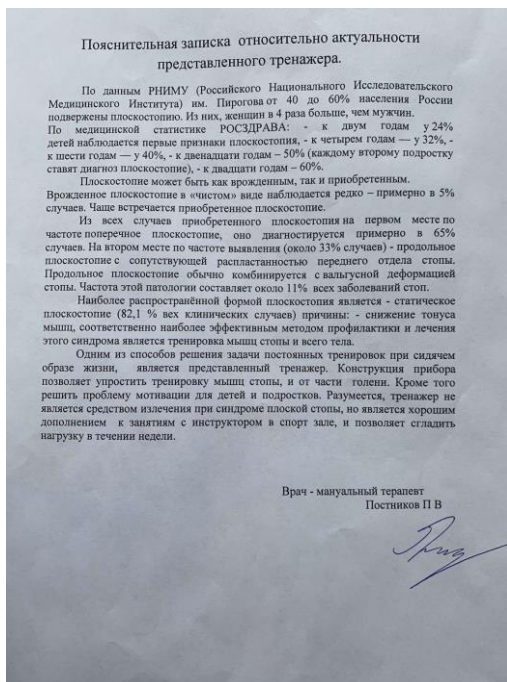 Пояснительная записка относительно актуальности
представленного тренажера.
По данным РНИМУ (Российского Национального Исследовательского
Медицинского Института) им. Пирогова от 40 до 60% населения России
подвержены плоскостопию. Из них, женщин в 4 раза больше, чем мужчин.
По медицинской статистике РОСЗДРАВА: - к двум годам у 24%
детей наблюдается первые признаки плоскостопия, - к четырем годам — у 32%, -
к шести годам — у 40%, - к двенадцати годам – 50% (каждому второму подростку
ставят диагноз плоскостопие), - к двадцати годам – 60%.
Плоскостопие может быть как врожденным, так и приобретенным.
Врожденное плоскостопие в «чистом» виде наблюдается редко – примерно в 5%
случаев. Чаще встречается приобретенное плоскостопие.
Из всех случаев приобретенного плоскостопия на первом месте по
частоте поперечное плоскостопие, оно диагностируется примерно в 65%
случаев. На втором месте по частоте выявления (около 33% случаев) - продольное
плоскостопие с сопутствующей распластанностью переднего отдела стопы.
Продольное плоскостопие обычно комбинируется с вальгусной деформацией
стопы. Частота этой патологии составляет около 11% всех заболеваний стоп.
Наиболее распространённой формой плоскостопия является - статическое
плоскостопие (82,1 % вех клинических случаев) причины: - снижение тонуса
мышц, соответственно наиболее эффективным методом профилактики и лечения
этого синдрома является тренировка мышц стопы и всего тела.
Одним из способов решения задачи постоянных тренировок при сидячем
образе жизни, является представленный тренажер. Конструкция прибора
позволяет упростить тренировку мышц стопы, и от части голени. Кроме того
решить проблему мотивации для детей и подростков. Разумеется, тренажер не
является средством излечения при синдроме плоской стопы, но является хорошим
дополнением к занятиям с инструктором в спорт зале, и позволяет сгладить
нагрузку в течении недели.
Врач - мануальный терапевт
Постников П В